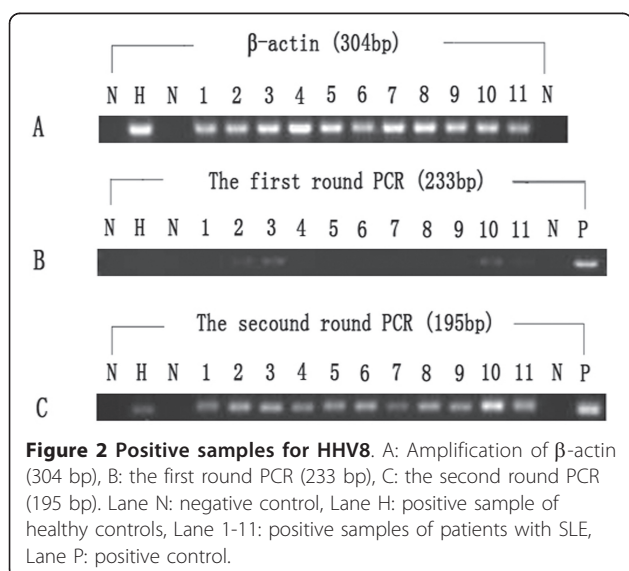 β-actin (304bp)
N H N 1 2 3 4 5 6 7 8 9 10 11 N
A
The first round PCR (233bp)
N H N 1 2 3 4 5 6 7 8 9 10 11 N P
B
The second round PCR (195bp)
N H N 1 2 3 4 5 6 7 8 9 10 11 N P
C
Figure 2 Positive samples for HHV8. A: Amplification of β-actin
(304 bp), B: the first round PCR (233 bp), C: the second round PCR
(195 bp). Lane N: negative control, Lane H: positive sample of
healthy controls, Lane 1-11: positive samples of patients with SLE,
Lane P: positive control.